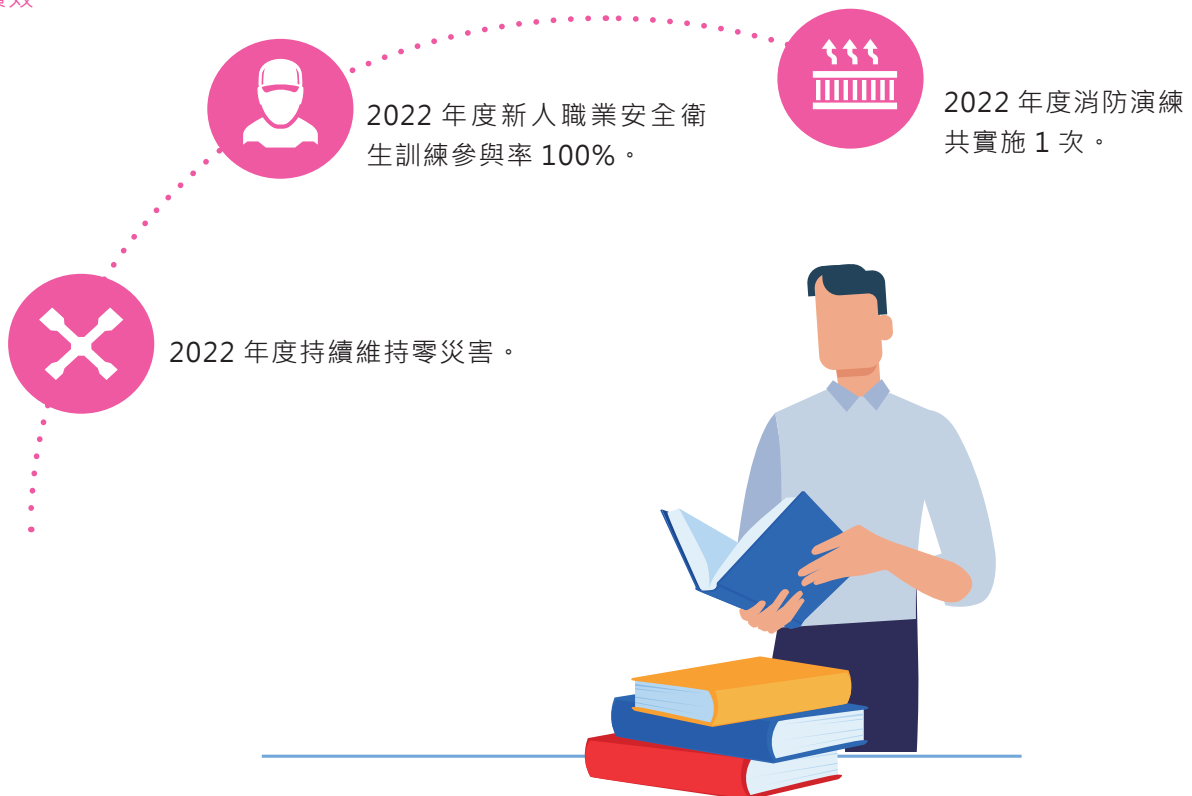 績效
2022 年度新人職業安全衛
生訓練參與率 100%。
2022 年度消防演練
共實施 1 次。
2022 年度持續維持零災害。